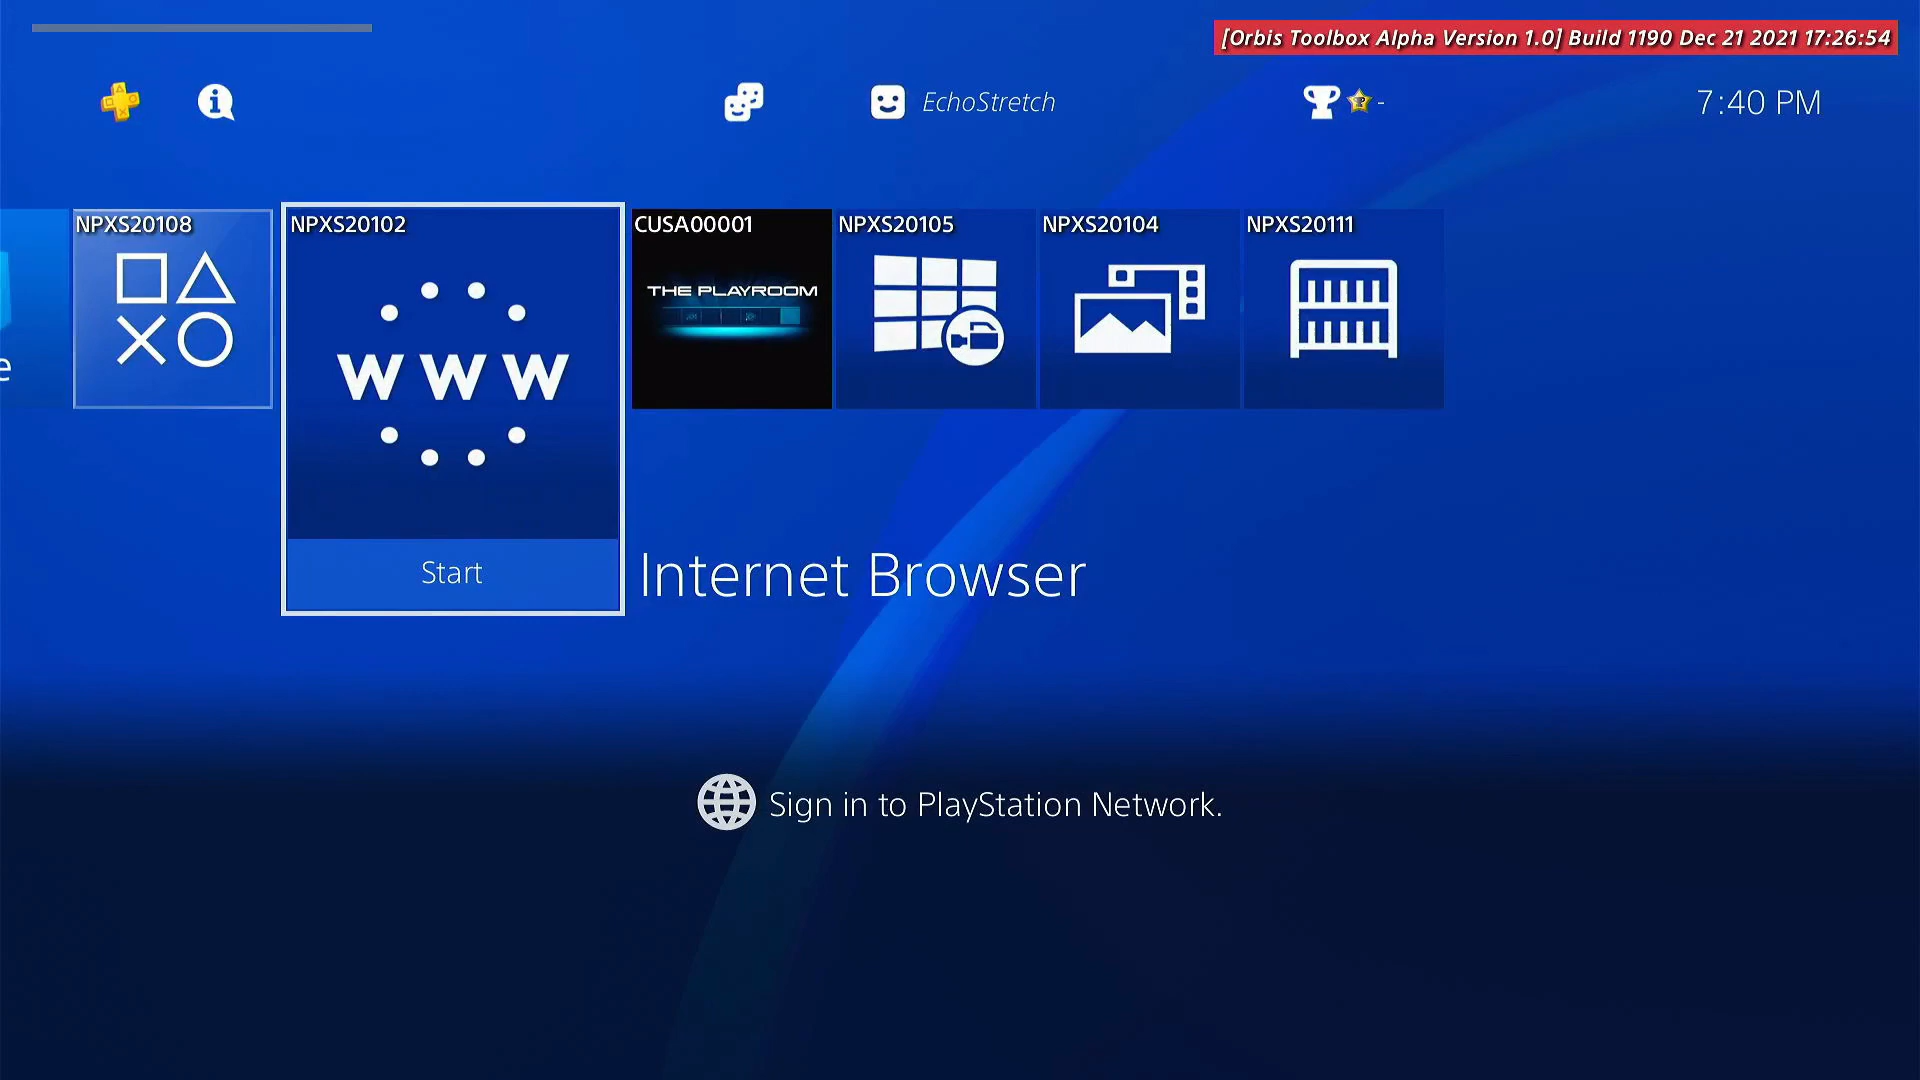 [Orbis Toolbox Alpha Version 1.0] Build 1190 Dec 21 2021 17:26:54
EchoStretch
-
7:40 PM
NPXS20108
NPXS20102
CUSA00001
NPXS20105
NPXS20104
NPXS20111
THE PLAYROOM
WWW
e
Start
Internet Browser
Sign in to PlayStation Network.